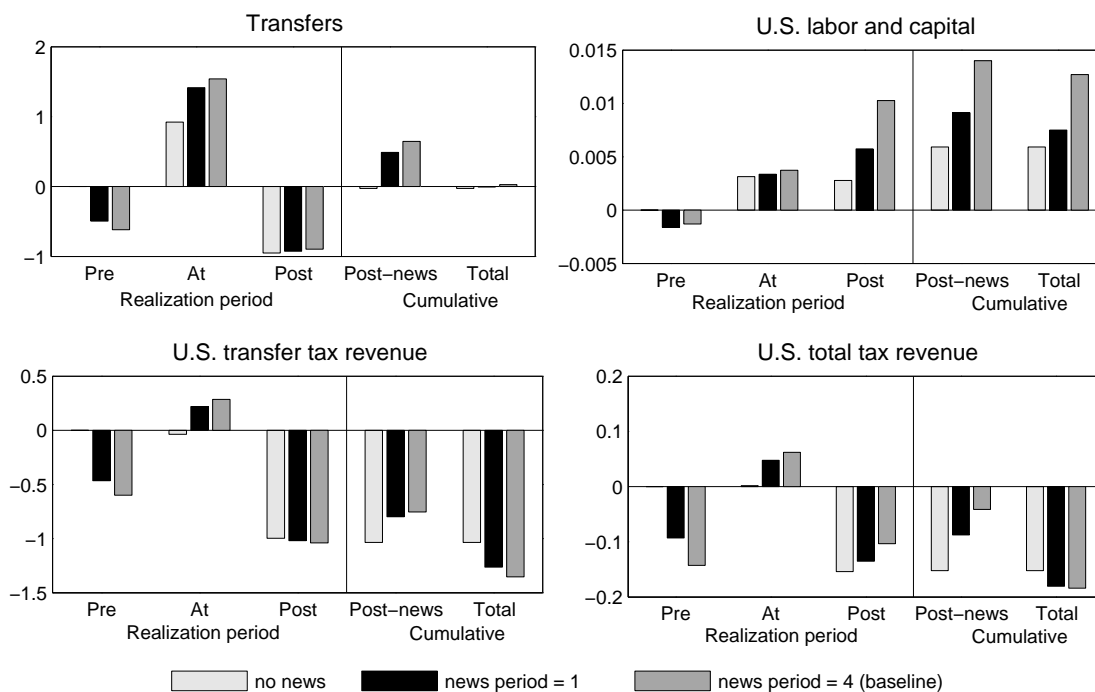 Transfers
2
1
0
−1
Pre At Post Post−news Total
Realization period Cumulative
U.S. labor and capital
0.015
0.01
0.005
0
−0.005
Pre At Post Post−news Total
Realization period Cumulative
U.S. transfer tax revenue
0.5
0
−0.5
−1
−1.5
Pre At Post Post−news Total
Realization period Cumulative
U.S. total tax revenue
0.2
0.1
0
−0.1
−0.2
Pre At Post Post−news Total
Realization period Cumulative
no news news period = 1 news period = 4 (baseline)